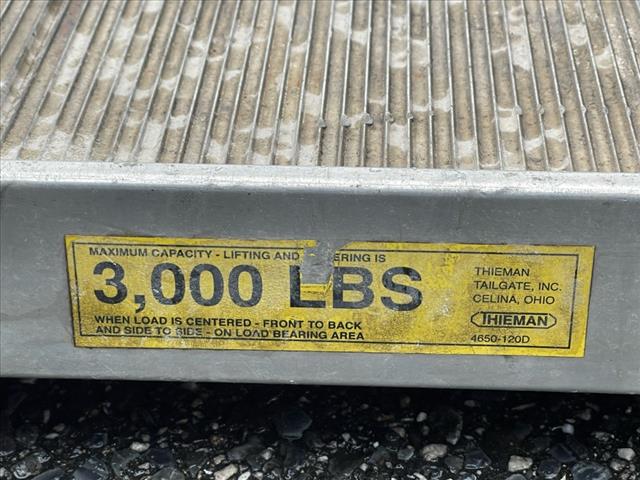 MAXIMUM CAPACITY - LIFTING AND ERING IS
3,000 LBS
WHEN LOAD IS CENTERED - FRONT TO BACK
AND SIDE TO SIDE - ON LOAD BEARING AREA
THIEMAN
TAILGATE, INC.
CELINA, OHIO
THIEMAN
4650-120D